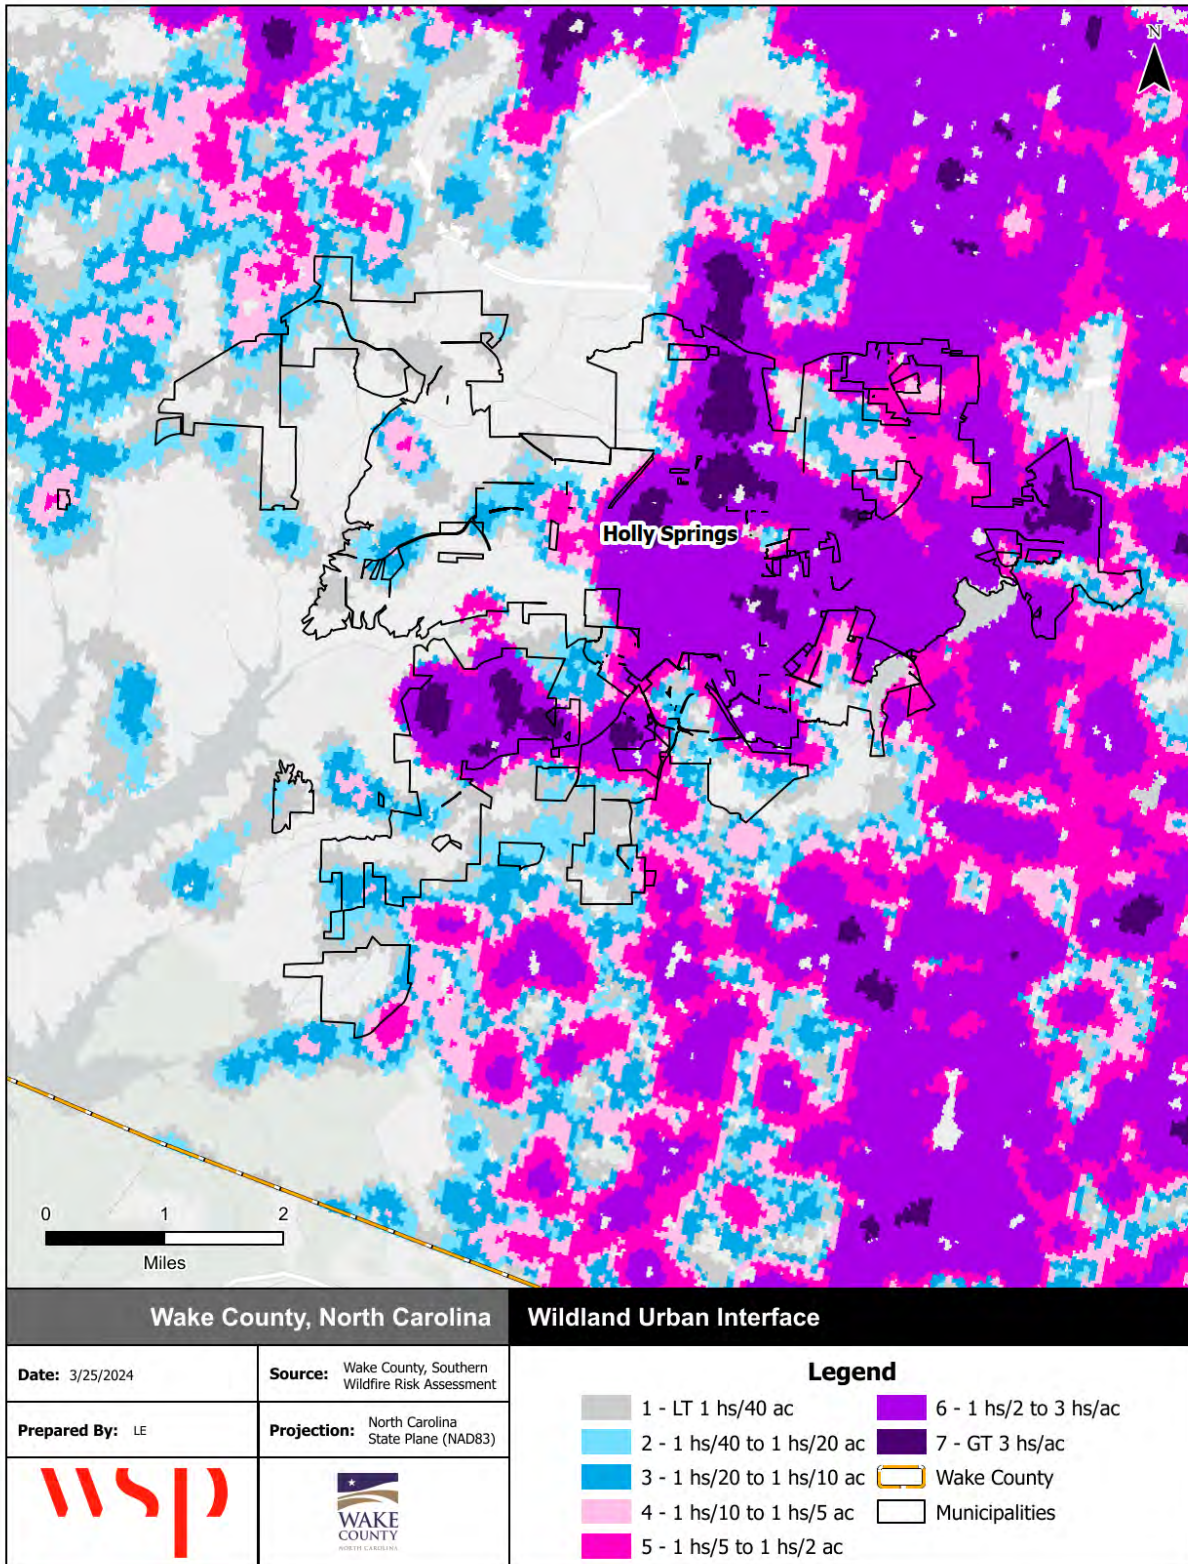 N
Holly Springs
0 1 2
Miles
Wake County, North Carolina
Wildland Urban Interface
Date: 3/25/2024
Source: Wake County, Southern
Wildfire Risk Assessment
Prepared By: LE
Projection: North Carolina
State Plane (NAD83)
wsp
WAKE
COUNTY
NORTH CAROLINA
Legend
1 - LT 1 hs/40 ac
2 - 1 hs/40 to 1 hs/20 ac
3 - 1 hs/20 to 1 hs/10 ac
4 - 1 hs/10 to 1 hs/5 ac
5 - 1 hs/5 to 1 hs/2 ac
6 - 1 hs/2 to 3 hs/ac
7 - GT 3 hs/ac
Wake County
Municipalities